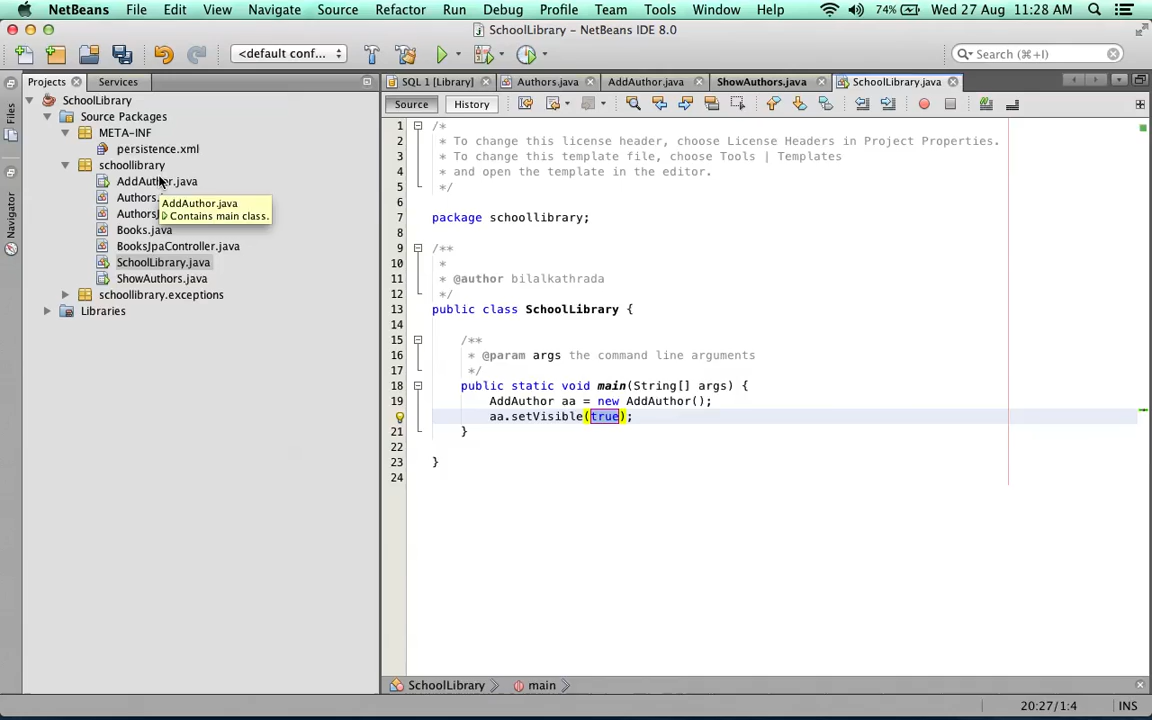 NetBeans File Edit View Navigate Source Refactor Run Debug Profile Team Tools Window Help 74% Wed 27 Aug 11:28 AM
SchoolLibrary – NetBeans IDE 8.0
<default conf... Search (⌘+I)
Projects Services
SQL 1 [Library] Authors.java AddAuthor.java ShowAuthors.java SchoolLibrary.java
Source History
Files
Navigator
SchoolLibrary
Source Packages
META-INF
persistence.xml
schoollibrary
AddAuthor.java
Authors.
AuthorsJ
Books.java
BooksJpaController.java
SchoolLibrary.java
ShowAuthors.java
schoollibrary.exceptions
Libraries
AddAuthor.java
Contains main class.
1 /*
2 * To change this license header, choose License Headers in Project Properties.
3 * To change this template file, choose Tools | Templates
4 * and open the template in the editor.
5 */
6
7 package schoollibrary;
8
9 /**
10 *
11 * @author bilalkathrada
12 */
13 public class SchoolLibrary {
14
15 /**
16 * @param args the command line arguments
17 */
18 public static void main(String[] args) {
19 AddAuthor aa = new AddAuthor();
aa.setVisible(true);
21 }
22
23 }
24
SchoolLibrary main
20:27/1:4 INS